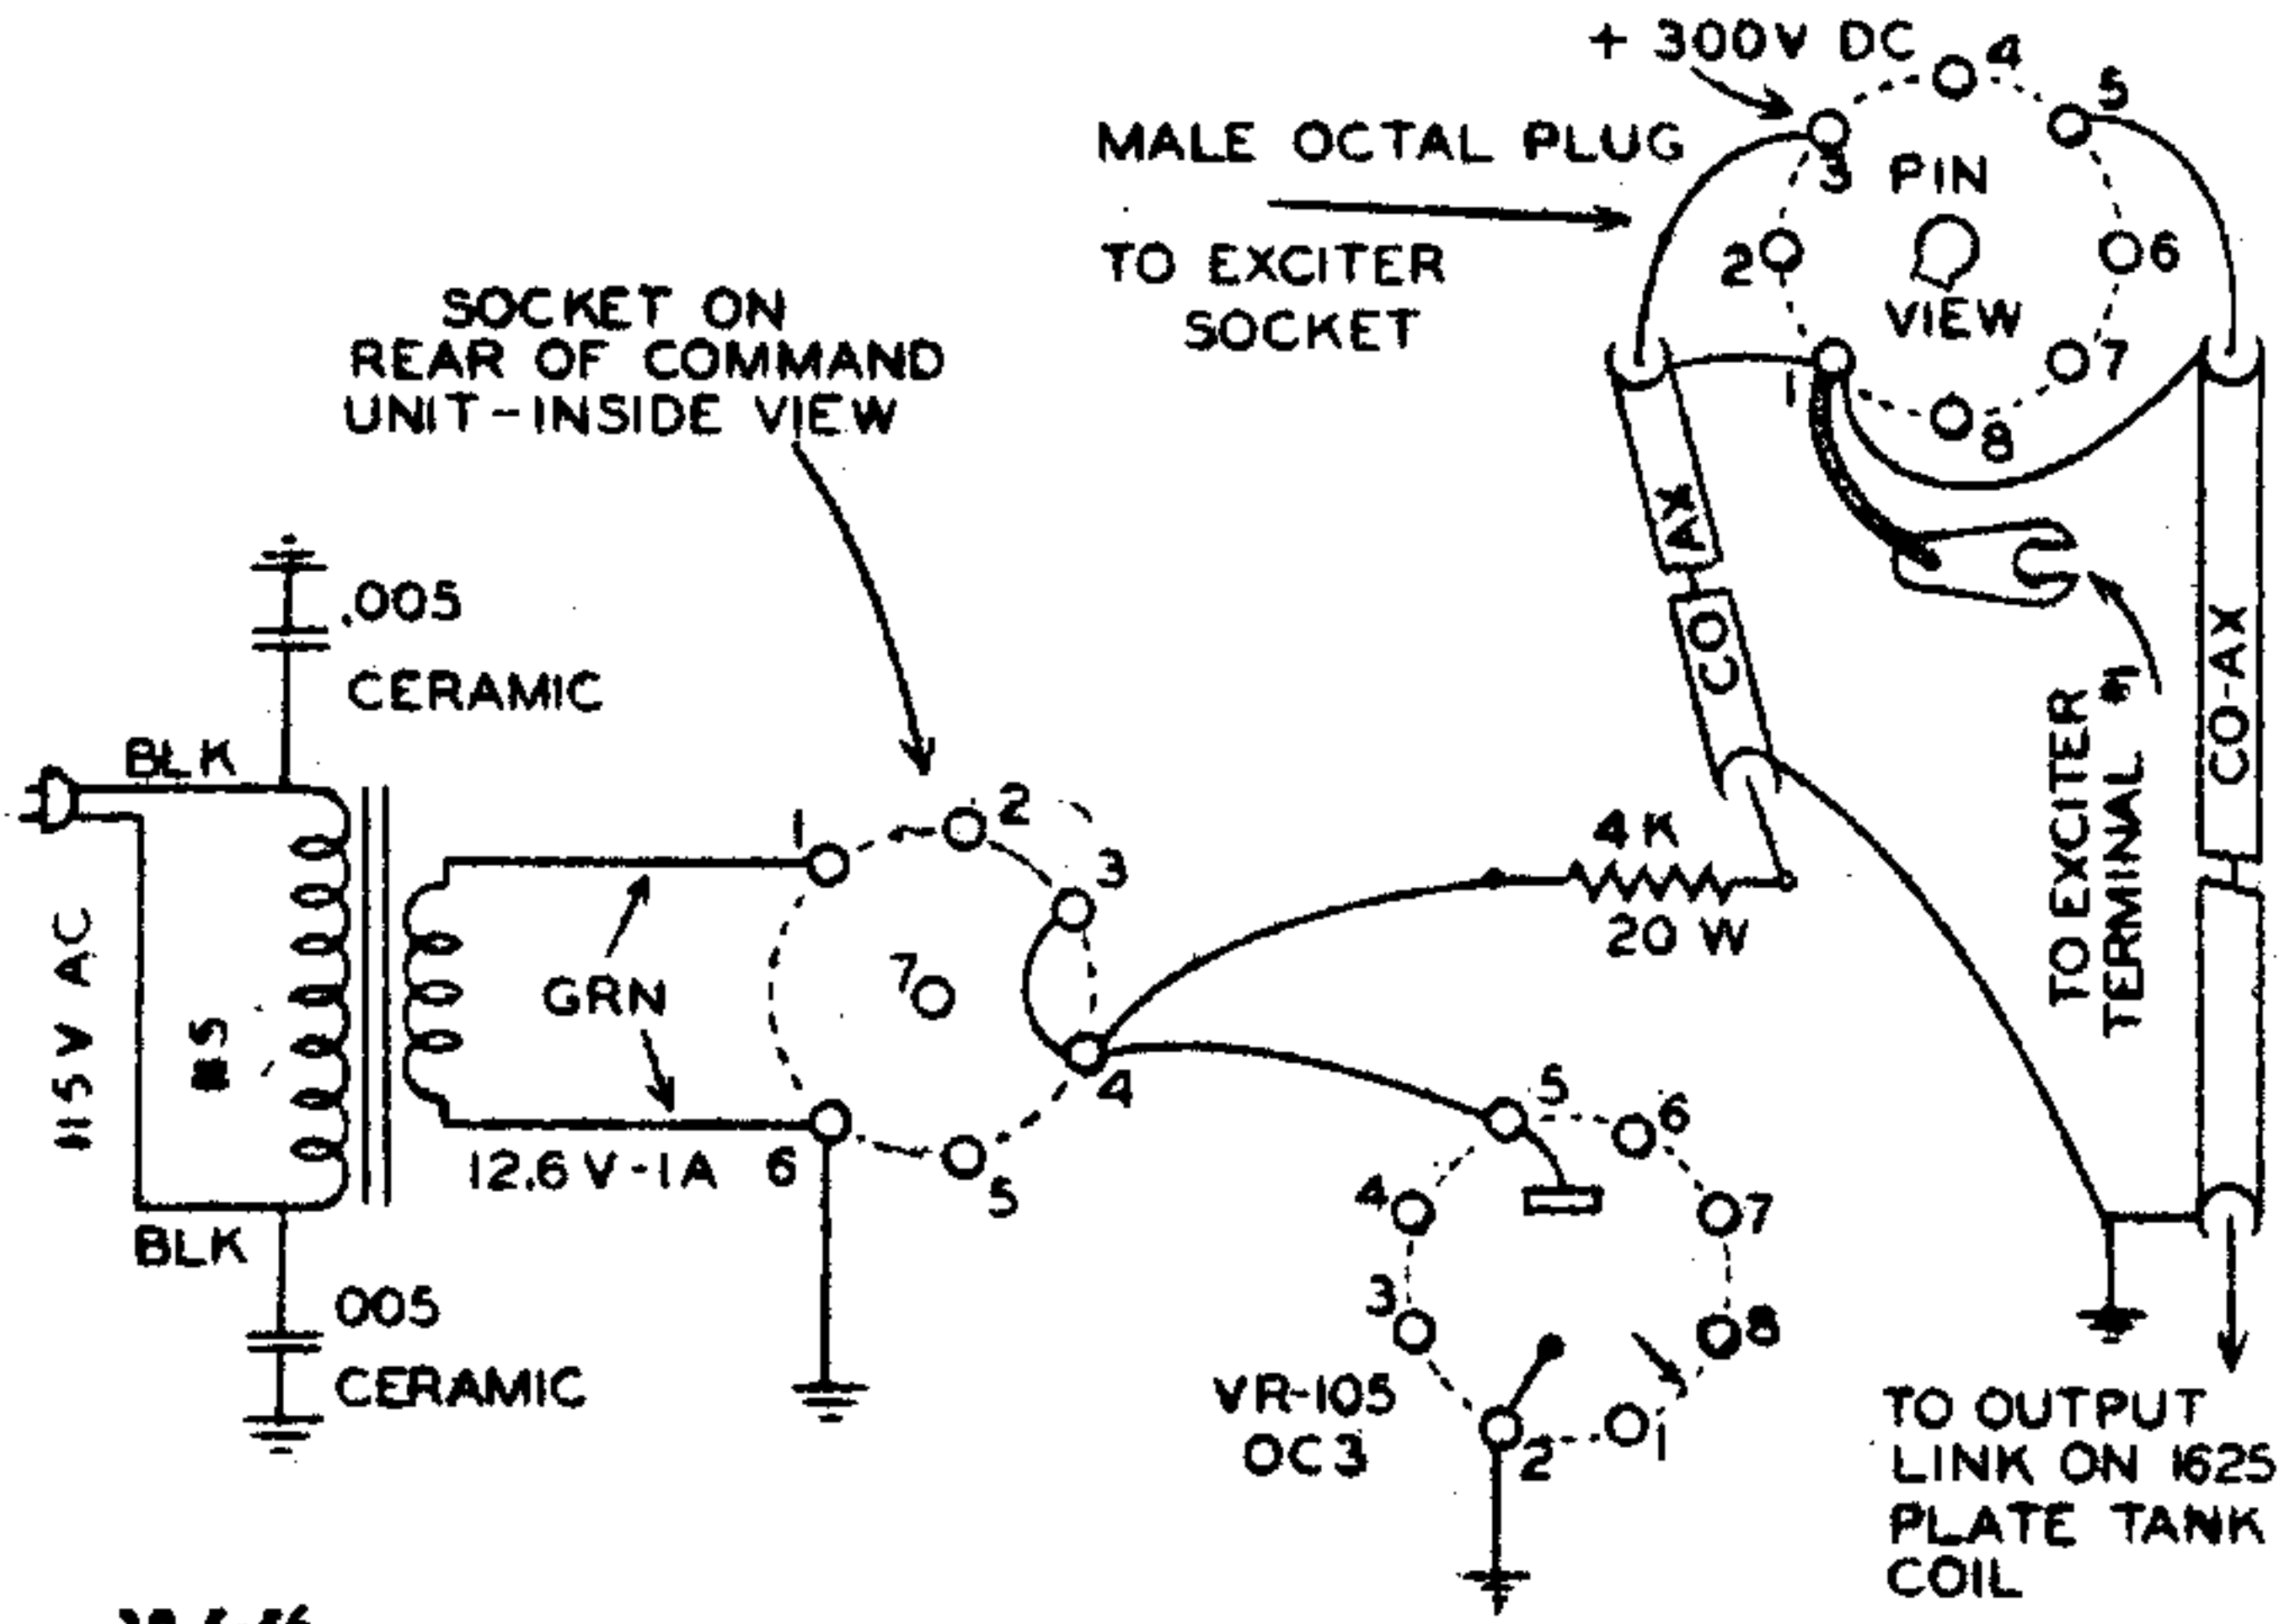 + 300V DC
4
5
MALE OCTAL PLUG
3 PIN
TO EXCITER
2
6
SOCKET
VIEW
SOCKET ON
REAR OF COMMAND
UNIT-INSIDE VIEW
1
7
8
AX
CO
.005
CERAMIC
BLK
115V AC
1
2
3
7
GRN
4
12.6V-1A
6
5
BLK
005
CERAMIC
4K
20 W
TO EXCITER
TERMINAL #1
CO-AX
5
6
4
7
3
8
VR-105
OC3
2
1
TO OUTPUT
LINK ON 1625
PLATE TANK
COIL